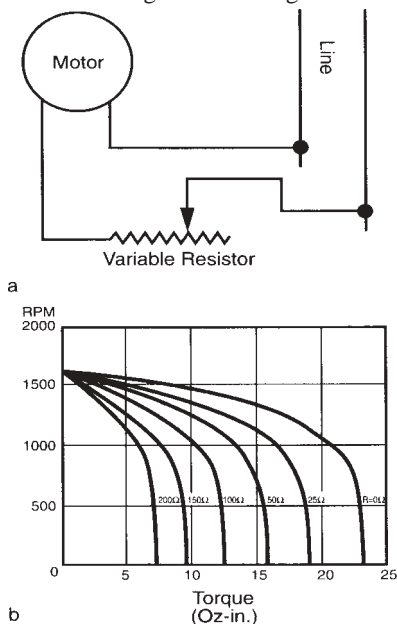 Motor
Line
Variable Resistor
a
RPM
2000
1500
1000
500
200Ω 150Ω 100Ω 50Ω 25Ω R=0Ω
0 5 10 15 20 25
Torque
(Oz-in.)
b